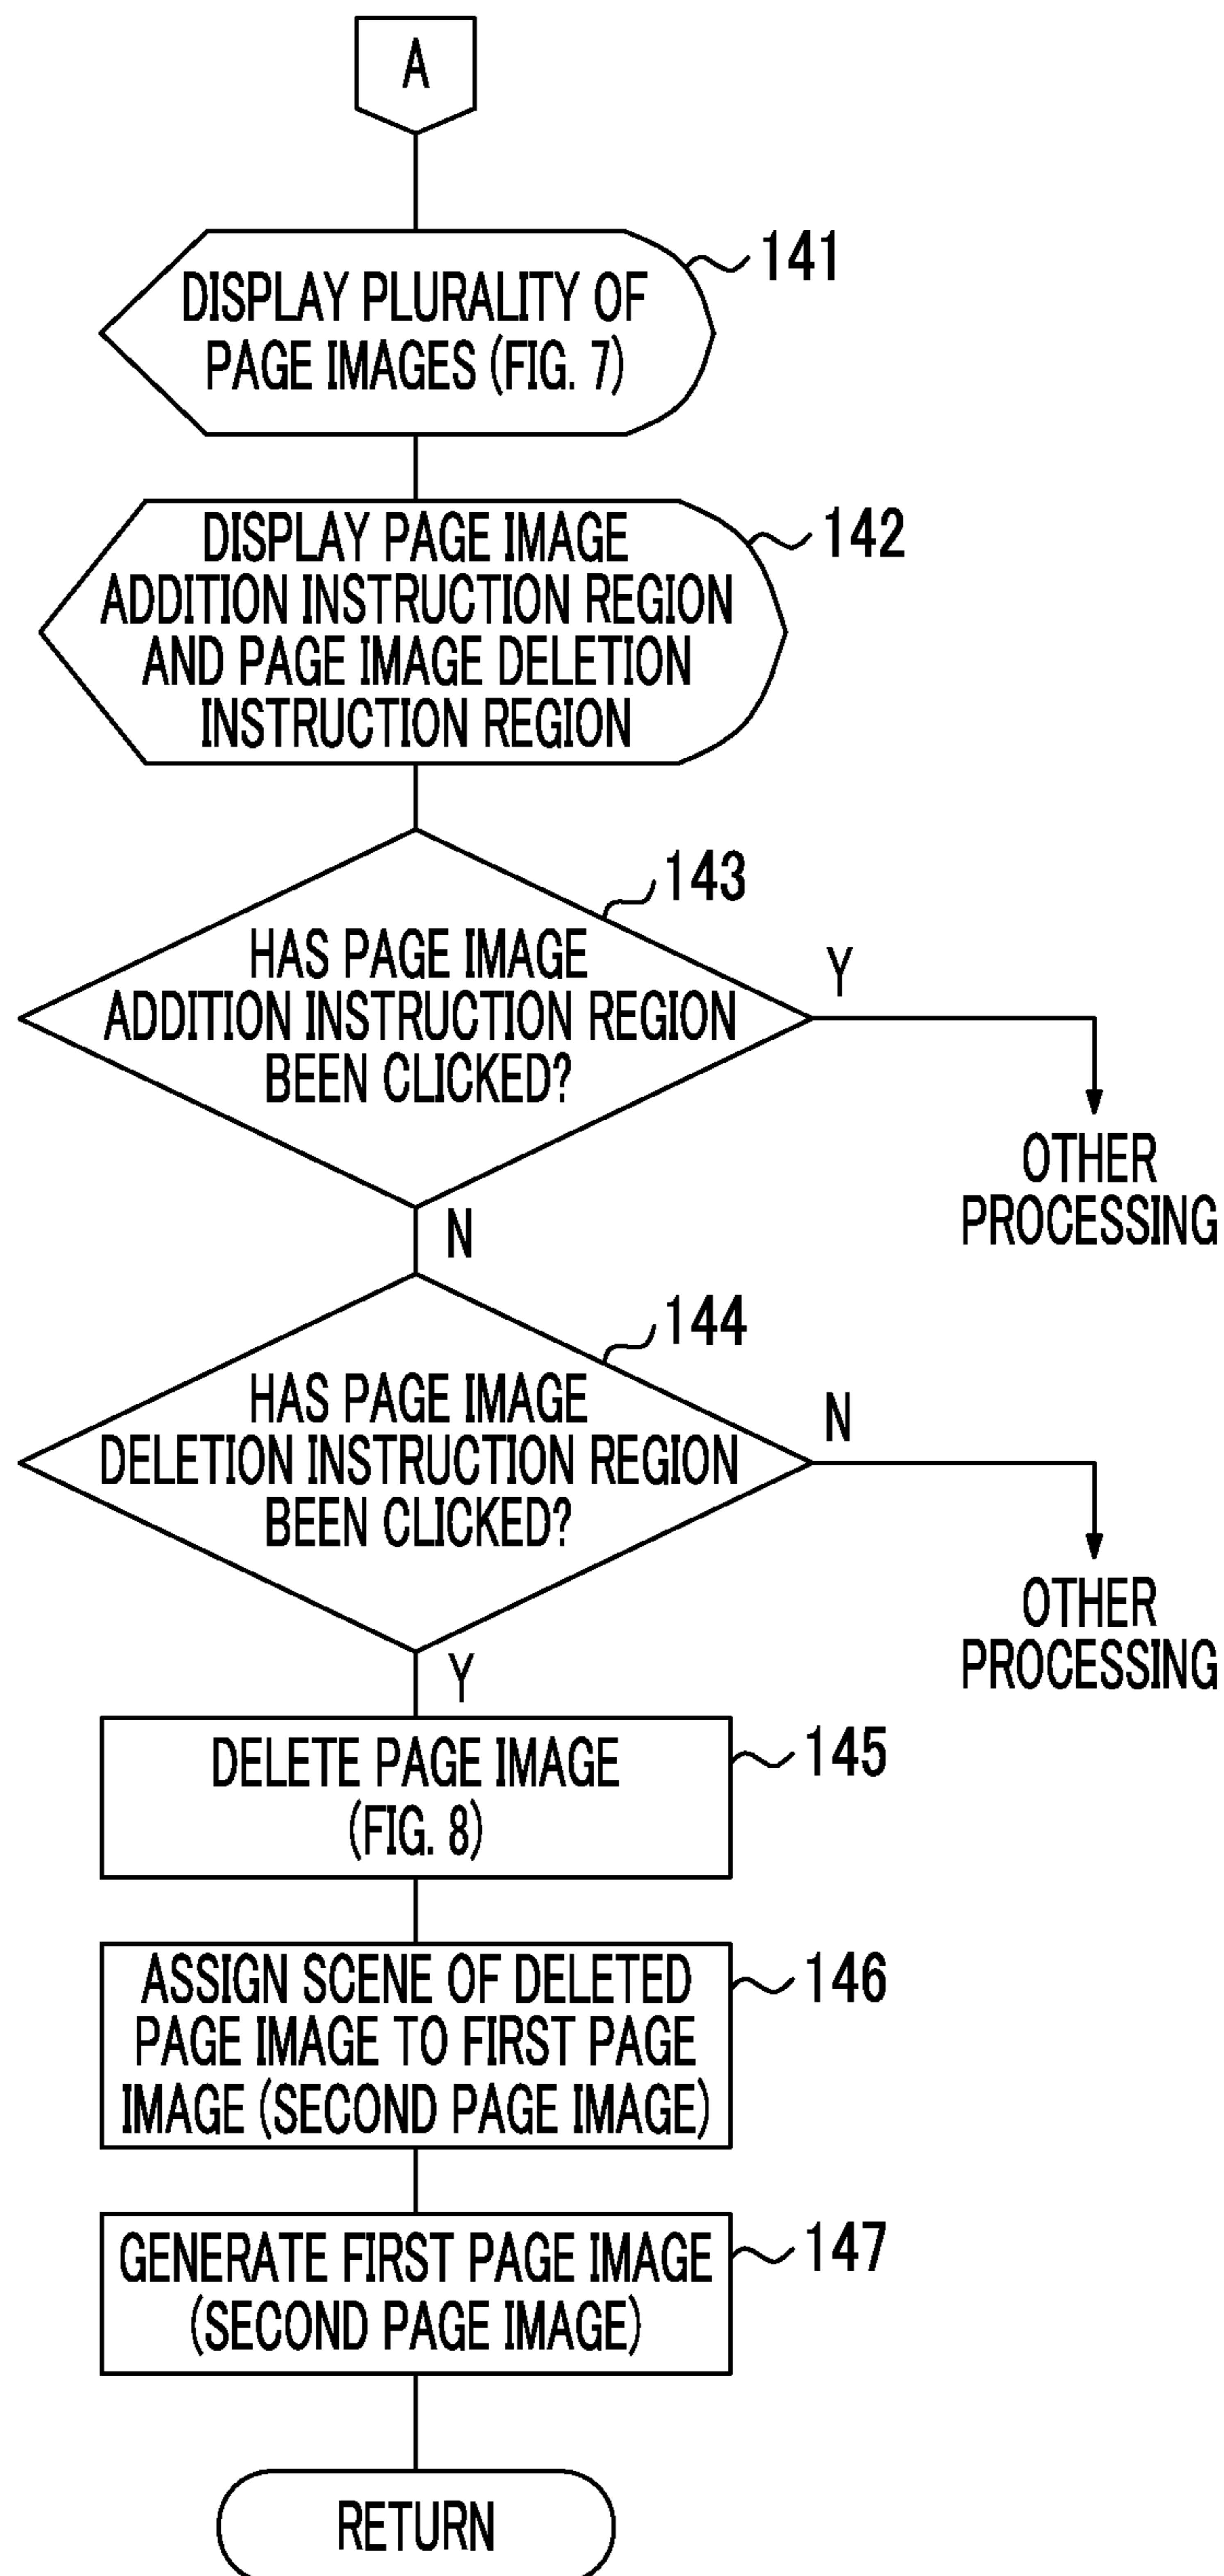 A
141
DISPLAY PLURALITY OF
PAGE IMAGES (FIG. 7)
142
DISPLAY PAGE IMAGE
ADDITION INSTRUCTION REGION
AND PAGE IMAGE DELETION
INSTRUCTION REGION
143
HAS PAGE IMAGE
ADDITION INSTRUCTION REGION
BEEN CLICKED?
Y
OTHER
PROCESSING
N
144
HAS PAGE IMAGE
DELETION INSTRUCTION REGION
BEEN CLICKED?
N
OTHER
PROCESSING
Y
145
DELETE PAGE IMAGE
(FIG. 8)
146
ASSIGN SCENE OF DELETED
PAGE IMAGE TO FIRST PAGE
IMAGE (SECOND PAGE IMAGE)
147
GENERATE FIRST PAGE IMAGE
(SECOND PAGE IMAGE)
RETURN